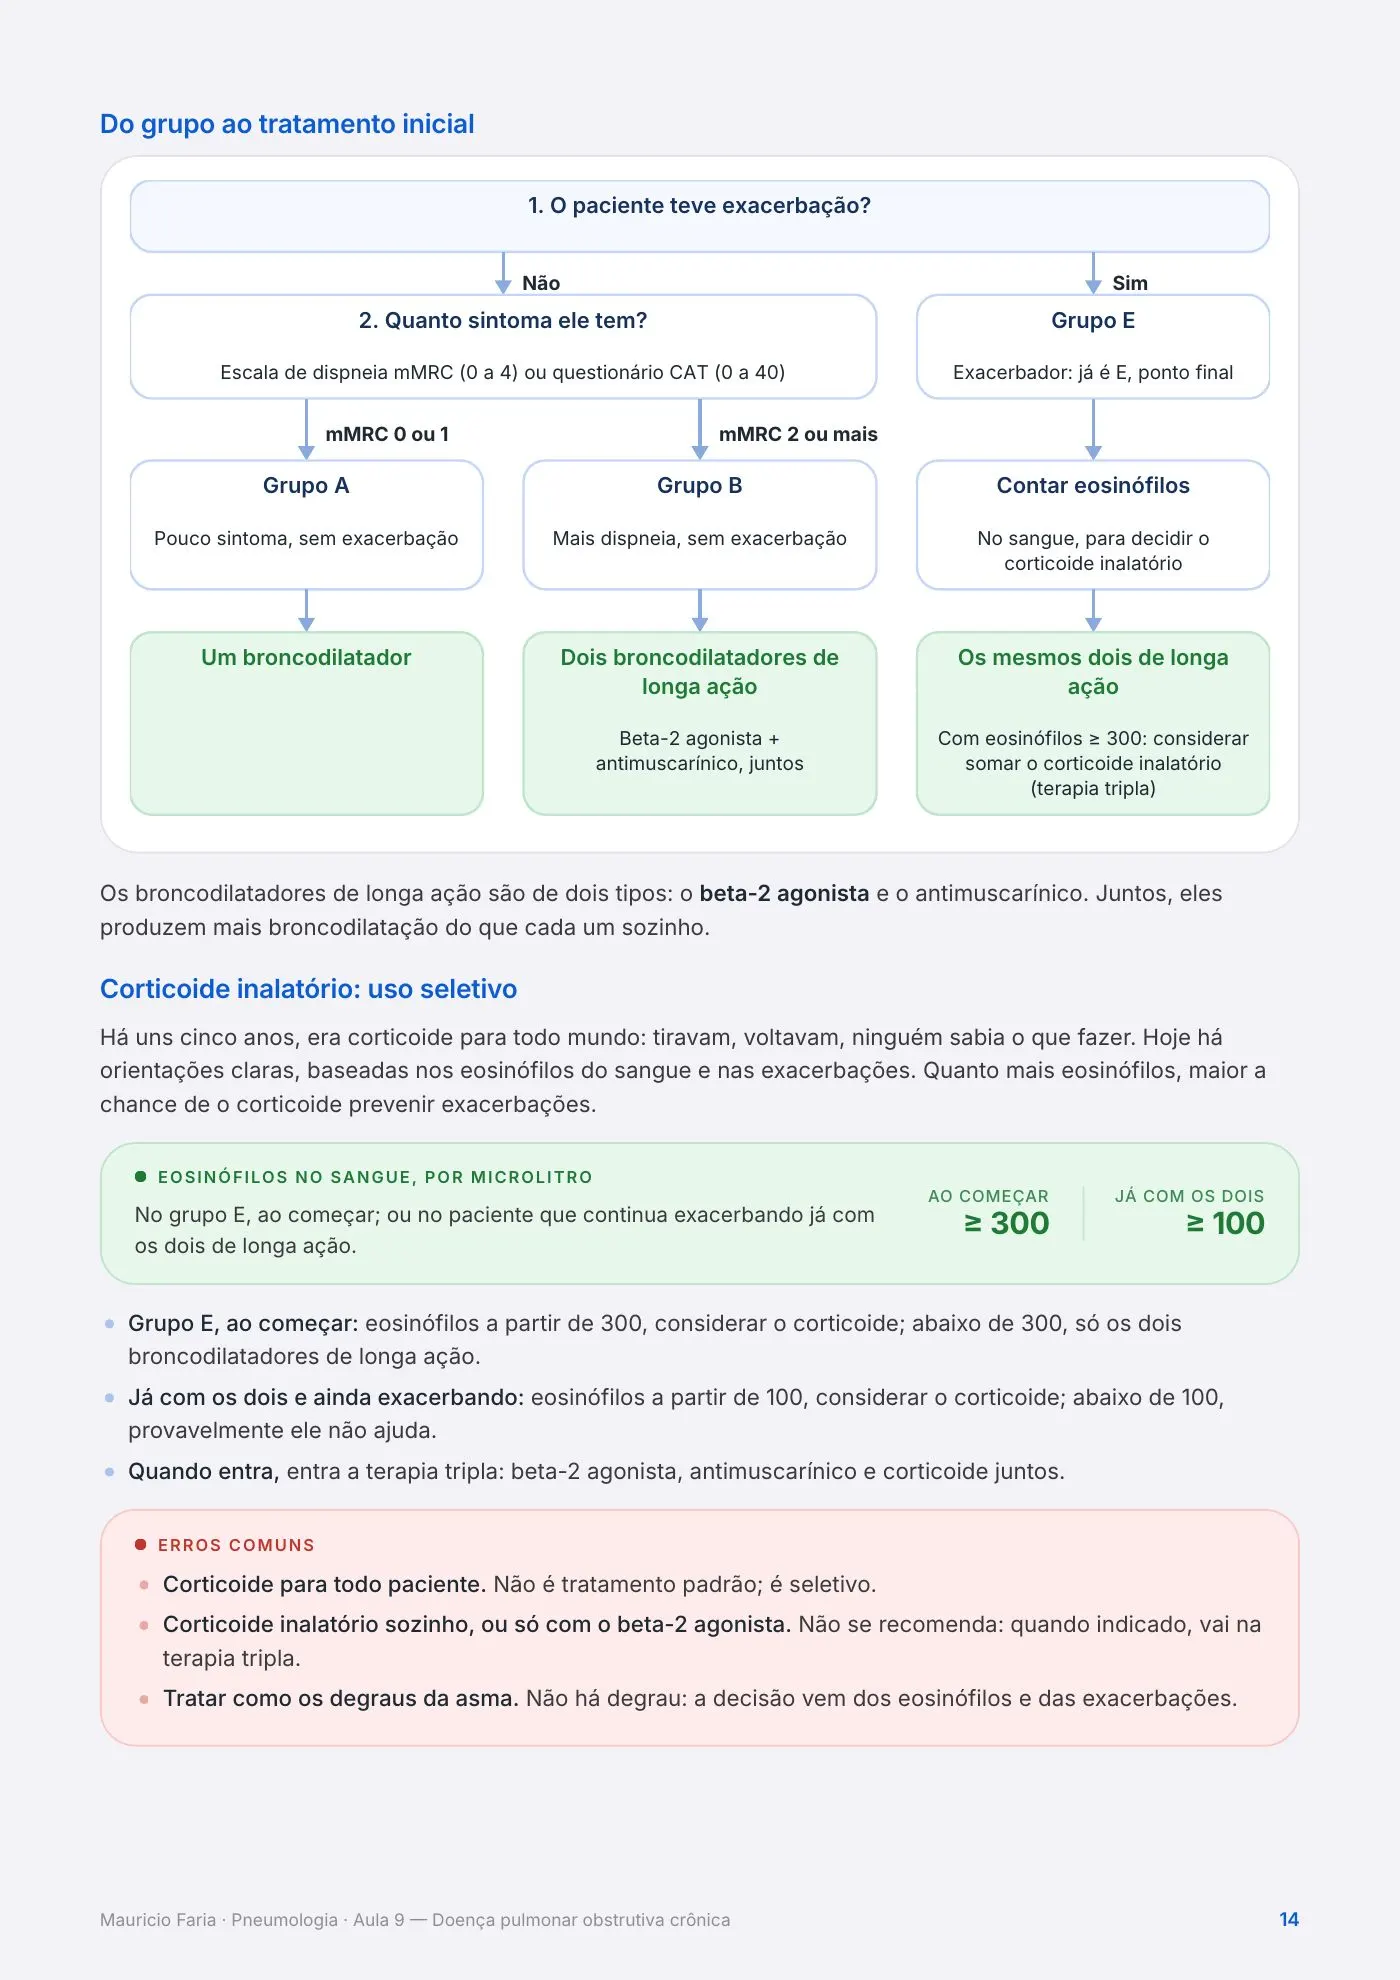 Do grupo ao tratamento inicial
1. O paciente teve exacerbação?
Não
Sim
2. Quanto sintoma ele tem?
Escala de dispneia mMRC (0 a 4) ou questionário CAT (0 a 40)
Grupo E
Exacerbador: já é E, ponto final
mMRC 0 ou 1
mMRC 2 ou mais
Grupo A
Pouco sintoma, sem exacerbação
Grupo B
Mais dispneia, sem exacerbação
Contar eosinófilos
No sangue, para decidir o
corticoide inalatório
Um broncodilatador
Dois broncodilatadores de
longa ação
Beta-2 agonista +
antimuscarínico, juntos
Os mesmos dois de longa
ação
Com eosinófilos ≥ 300: considerar
somar o corticoide inalatório
(terapia tripla)
Os broncodilatadores de longa ação são de dois tipos: o beta-2 agonista e o antimuscarínico. Juntos, eles
produzem mais broncodilatação do que cada um sozinho.
Corticoide inalatório: uso seletivo
Há uns cinco anos, era corticoide para todo mundo: tiravam, voltavam, ninguém sabia o que fazer. Hoje há
orientações claras, baseadas nos eosinófilos do sangue e nas exacerbações. Quanto mais eosinófilos, maior a
chance de o corticoide prevenir exacerbações.
EOSINÓFILOS NO SANGUE, POR MICROLITRO
No grupo E, ao começar; ou no paciente que continua exacerbando já com
os dois de longa ação.
AO COMEÇAR
≥ 300
JÁ COM OS DOIS
≥ 100
Grupo E, ao começar: eosinófilos a partir de 300, considerar o corticoide; abaixo de 300, só os dois
broncodilatadores de longa ação.
Já com os dois e ainda exacerbando: eosinófilos a partir de 100, considerar o corticoide; abaixo de 100,
provavelmente ele não ajuda.
Quando entra, entra a terapia tripla: beta-2 agonista, antimuscarínico e corticoide juntos.
ERROS COMUNS
Corticoide para todo paciente. Não é tratamento padrão; é seletivo.
Corticoide inalatório sozinho, ou só com o beta-2 agonista. Não se recomenda: quando indicado, vai na
terapia tripla.
Tratar como os degraus da asma. Não há degrau: a decisão vem dos eosinófilos e das exacerbações.
Mauricio Faria · Pneumologia · Aula 9 — Doença pulmonar obstrutiva crônica
14